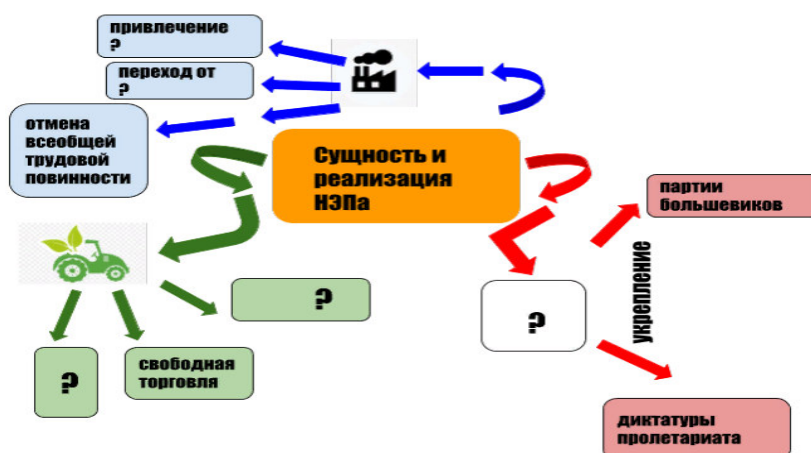 привлечение
?
переход от
?
отмена
всеобщей
трудовой
повинности
Сущность и
реализация
НЭПа
партии
большевиков
укрепление
?
?
?
свободная
торговля
диктатуры
пролетариата